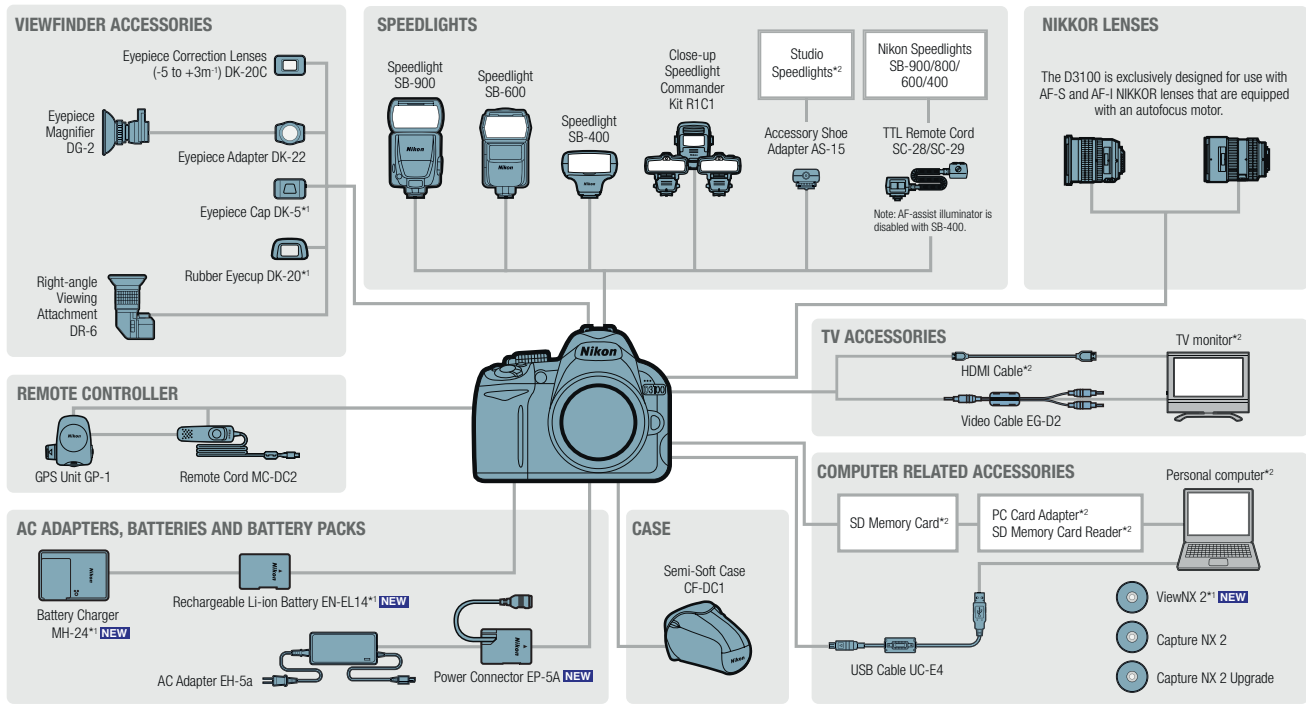 VIEWFINDER ACCESSORIES
Eyepiece Correction Lenses
(-5 to +3m⁻¹) DK-20C
Eyepiece
Magnifier
DG-2
Eyepiece Adapter DK-22
Eyepiece Cap DK-5*1
Rubber Eyecup DK-20*1
Right-angle
Viewing
Attachment
DR-6
SPEEDLIGHTS
Speedlight
SB-900
Nikon
Speedlight
SB-600
Nikon
Speedlight
SB-400
Nikon
Close-up
Speedlight
Commander
Kit R1C1
Studio
Speedlights*2
Accessory Shoe
Adapter AS-15
Nikon Speedlights
SB-900/800/
600/400
TTL Remote Cord
SC-28/SC-29
Note: AF-assist illuminator is
disabled with SB-400.
NIKKOR LENSES
The D3100 is exclusively designed for use with
AF-S and AF-I NIKKOR lenses that are equipped
with an autofocus motor.
Nikon
D3100
REMOTE CONTROLLER
Nikon
GPS Unit GP-1
Remote Cord MC-DC2
TV ACCESSORIES
HDMI Cable*2
Video Cable EG-D2
TV monitor*2
AC ADAPTERS, BATTERIES AND BATTERY PACKS
Nikon
Battery Charger
MH-24*1 NEW
Nikon
Rechargeable Li-ion Battery EN-EL14*1 NEW
AC Adapter EH-5a
Nikon
Power Connector EP-5A NEW
CASE
Semi-Soft Case
CF-DC1
Nikon
COMPUTER RELATED ACCESSORIES
SD Memory Card*2
PC Card Adapter*2
SD Memory Card Reader*2
Personal computer*2
USB Cable UC-E4
ViewNX 2*1 NEW
Capture NX 2
Capture NX 2 Upgrade